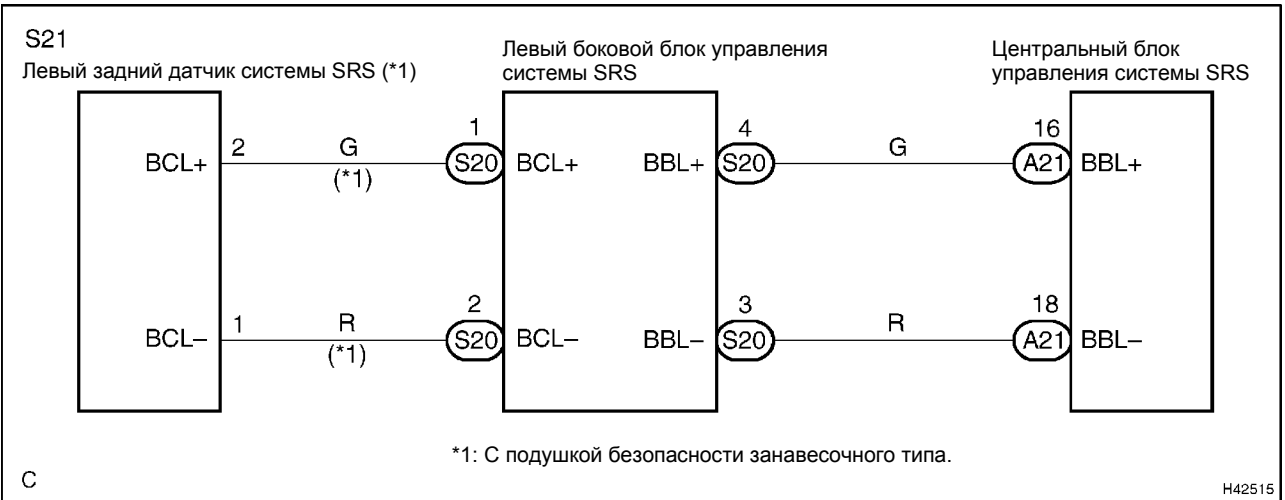 S21
Левый задний датчик системы SRS (*1)
Левый боковой блок управления
системы SRS
Центральный блок
управления системы SRS
BCL+ 2 G (*1) 1 S20 BCL+ BBL+ 4 S20 G 16 A21 BBL+
BCL– 1 R (*1) 2 S20 BCL– BBL– 3 S20 R 18 A21 BBL–
*1: С подушкой безопасности занавесочного типа.
C
H42515